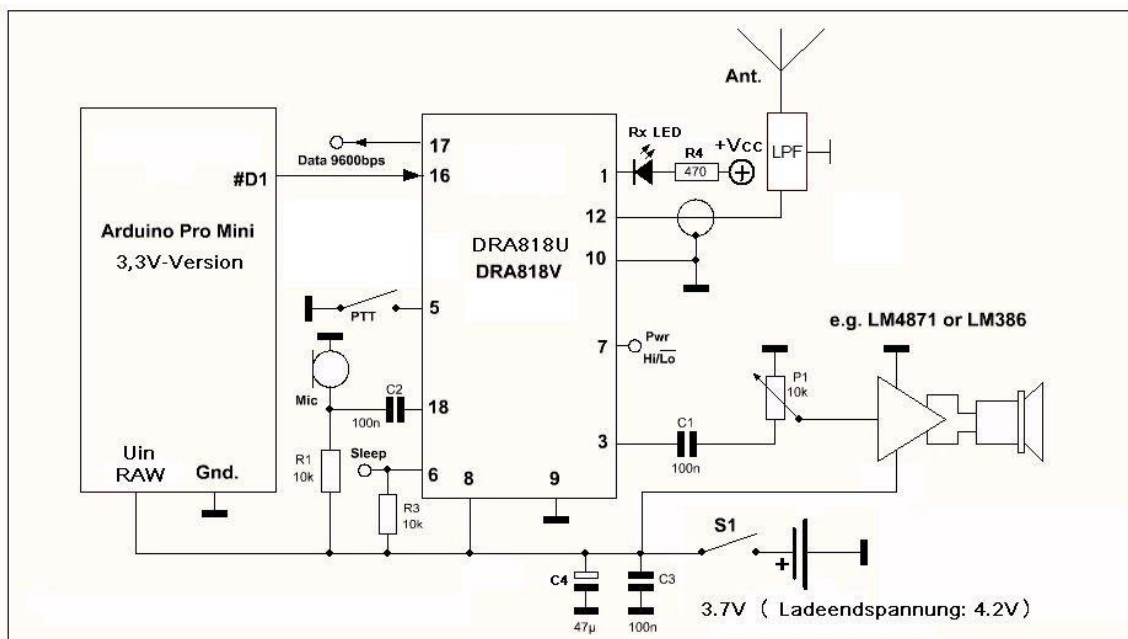 Ant.
Rx LED
R4
+Vcc
470
LPF
17
Data 9600bps
#D1
16
1
12
Arduino Pro Mini
3,3V-Version
DRA818U
DRA818V
10
5
PTT
e.g. LM4871 or LM386
7
Pwr
Hi/Lo
P1
10k
Mic
C2
100n
18
3
C1
100n
Uin
RAW
Gnd.
R1
10k
Sleep
6
8
9
R3
10k
S1
C4
47µ
C3
100n
+
3.7V ( Ladeendspannung: 4.2V)